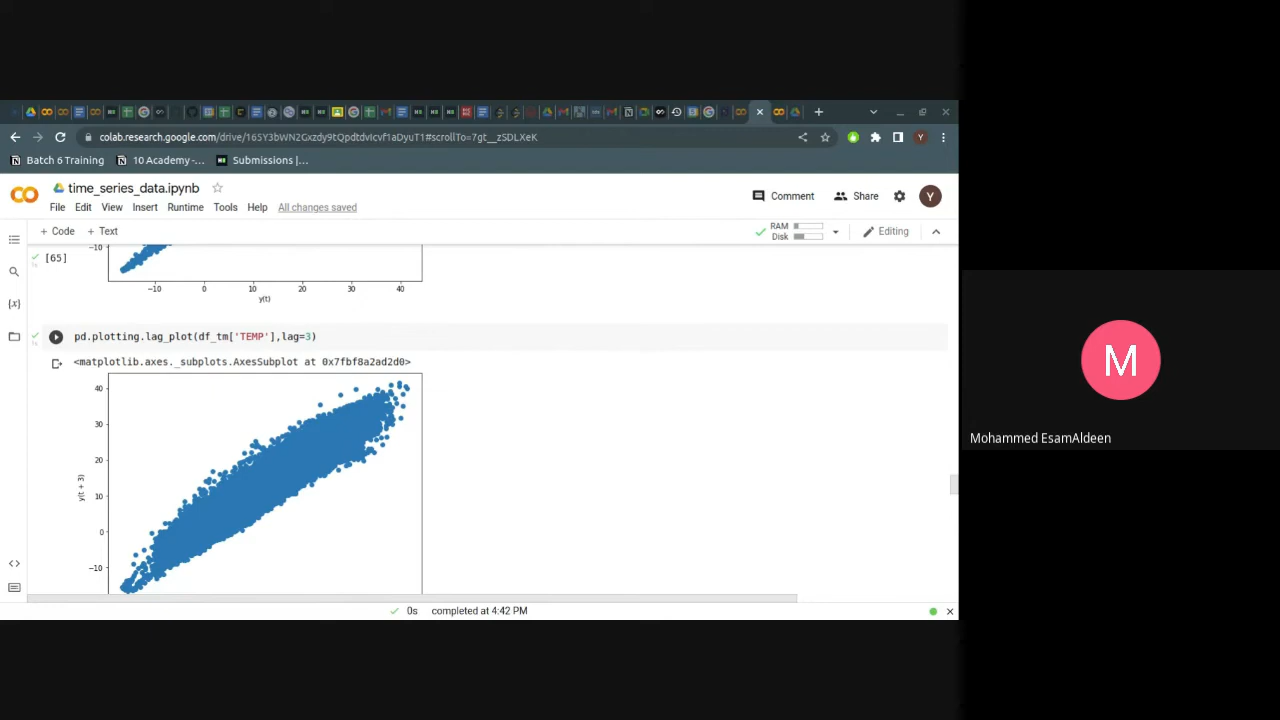 colab.research.google.com/drive/165Y3bWN2Gxzdy9tQpdtdvIcvf1aDyuT1#scrollTo=7gt__zSDLXeK
Batch 6 Training
10 Academy -...
Submissions |...
time_series_data.ipynb
Comment
Share
Y
File Edit View Insert Runtime Tools Help All changes saved
+ Code + Text
RAM
Disk
Editing
[65]
−10
−10 0 10 20 30 40
y(t)
pd.plotting.lag_plot(df_tm['TEMP'],lag=3)
<matplotlib.axes._subplots.AxesSubplot at 0x7fbf8a2ad2d0>
40
30
20
10
0
−10
y(t + 3)
0s completed at 4:42 PM
M
Mohammed EsamAldeen